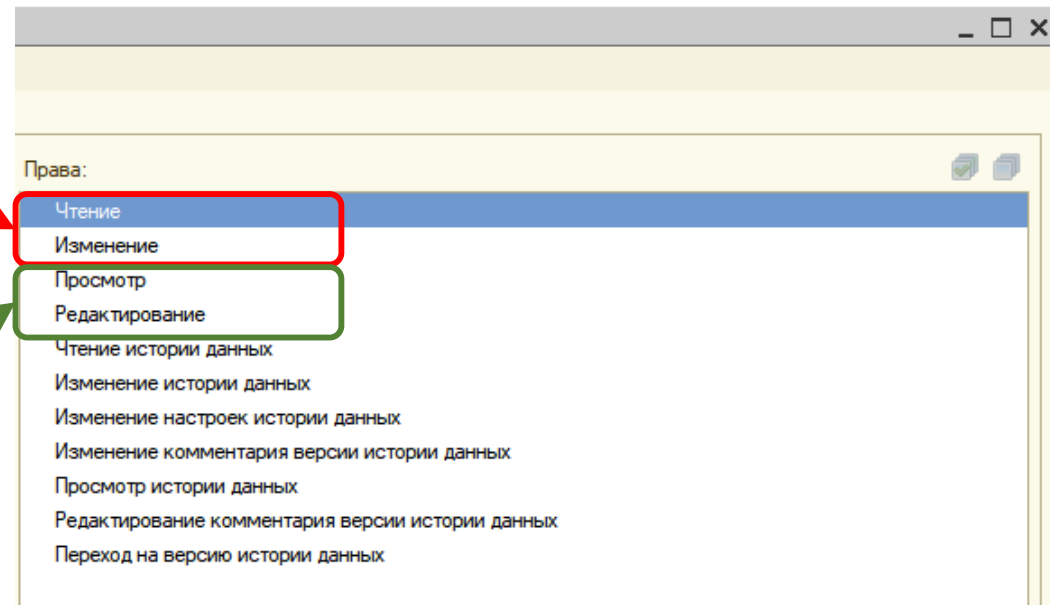 Права:
Чтение
Изменение
Просмотр
Редактирование
Чтение истории данных
Изменение истории данных
Изменение настроек истории данных
Изменение комментария версии истории данных
Просмотр истории данных
Редактирование комментария версии истории данных
Переход на версию истории данных